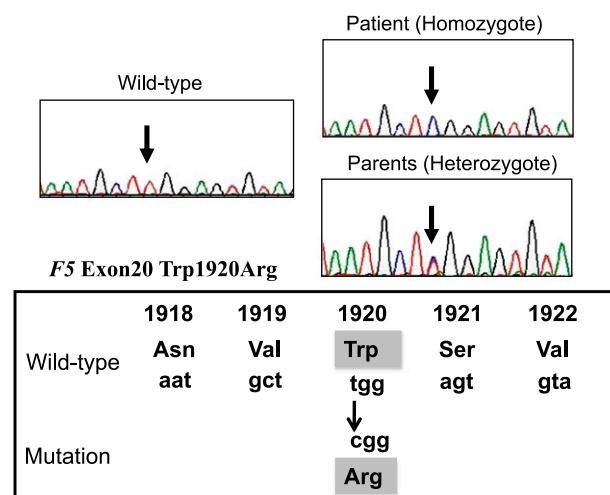 Patient (Homozygote)
Wild-type
Parents (Heterozygote)
F5 Exon20 Trp1920Arg
1918 1919 1920 1921 1922
Wild-type Asn Val Trp Ser Val
aat gct tgg agt gta
cgg
Mutation Arg